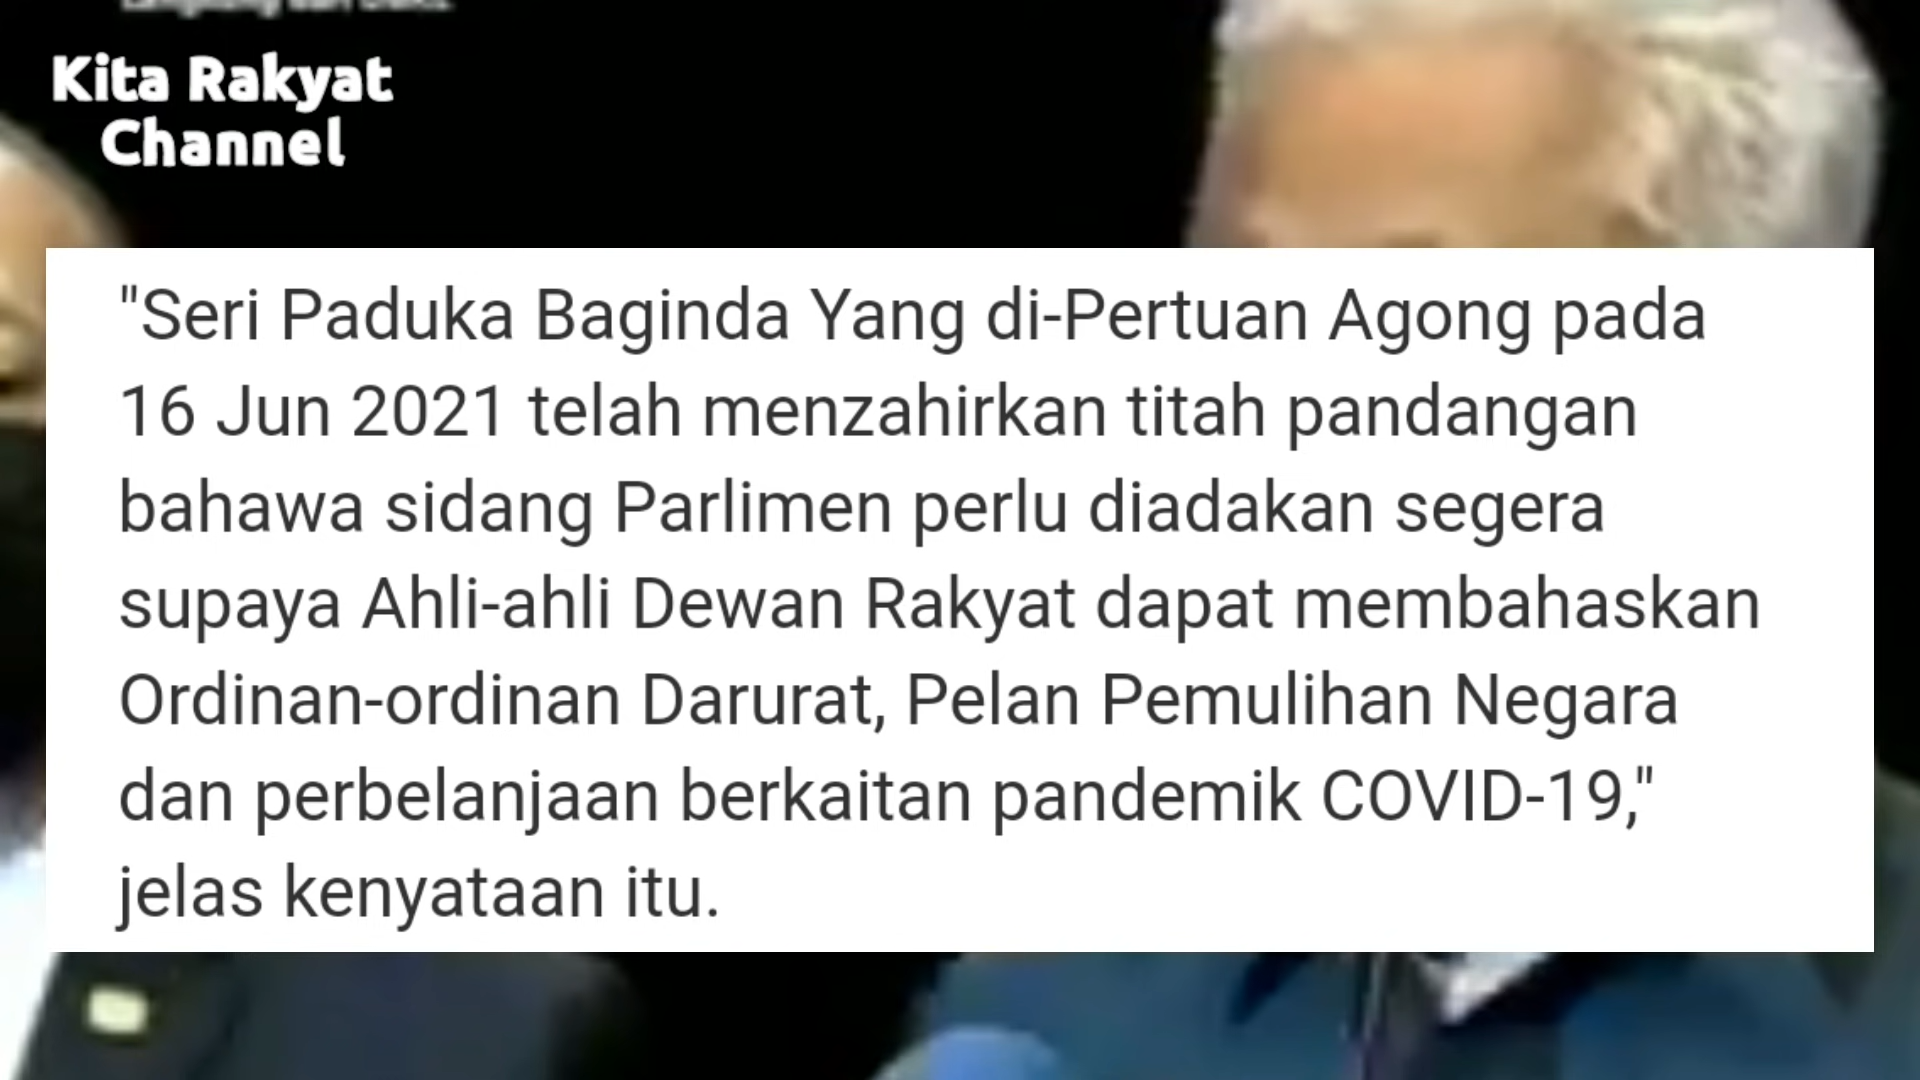 Kita Rakyat
Channel
"Seri Paduka Baginda Yang di-Pertuan Agong pada
16 Jun 2021 telah menzahirkan titah pandangan
bahawa sidang Parlimen perlu diadakan segera
supaya Ahli-ahli Dewan Rakyat dapat membahaskan
Ordinan-ordinan Darurat, Pelan Pemulihan Negara
dan perbelanjaan berkaitan pandemik COVID-19,"
jelas kenyataan itu.